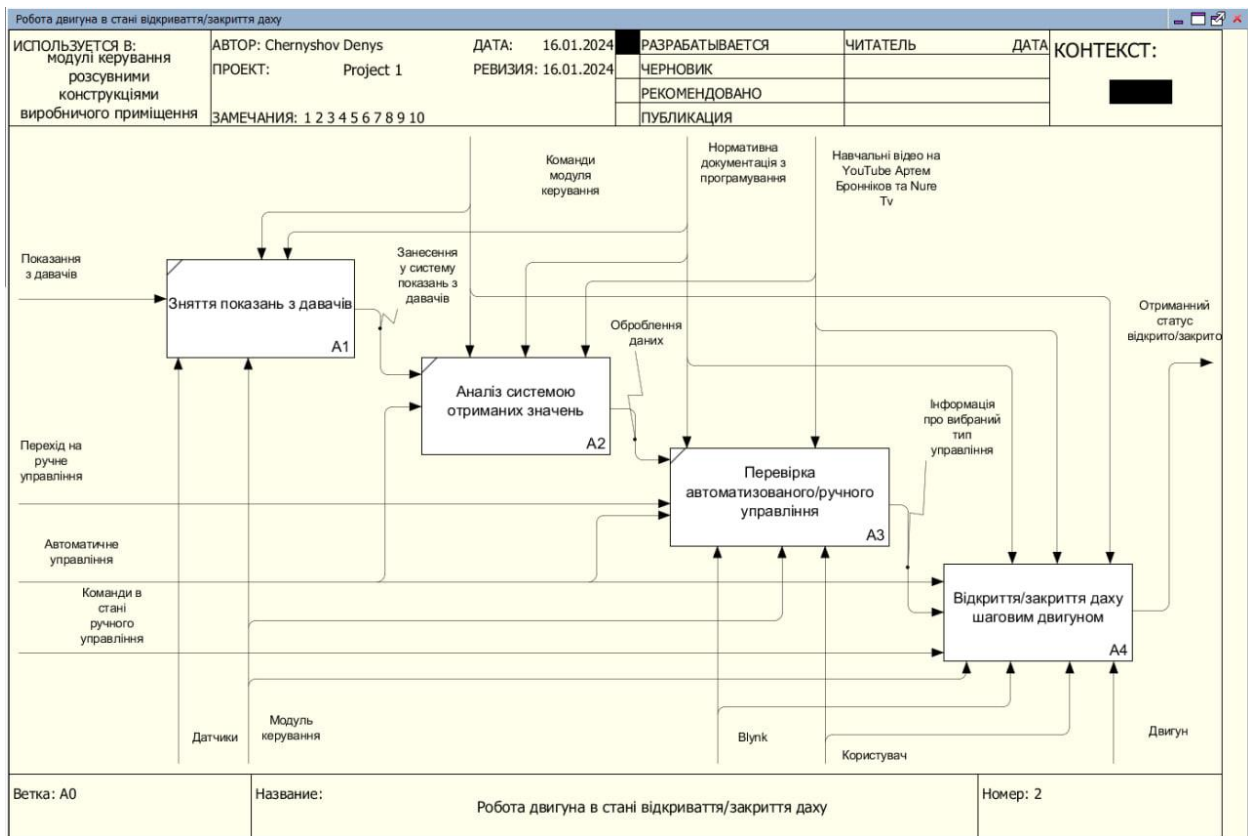 Робота двигуна в стані відкриваття/закриття даху
ИСПОЛЬЗУЕТСЯ В:
модулі керування
розсувними
конструкціями
виробничого приміщення
АВТОР: Chernyshov Denys
ДАТА: 16.01.2024
ПРОЕКТ: Project 1
РЕВИЗИЯ: 16.01.2024
ЗАМЕЧАНИЯ: 1 2 3 4 5 6 7 8 9 10
РАЗРАБАТЫВАЕТСЯ
ЧЕРНОВИК
РЕКОМЕНДОВАНО
ПУБЛИКАЦИЯ
ЧИТАТЕЛЬ
ДАТА
КОНТЕКСТ:
Команди
модуля
керування
Нормативна
документація з
програмування
Навчальні відео на
YouTube Артем
Бронніков та Nure
Tv
Показання
з давачів
Зняття показань з давачів
A1
Занесення
у систему
показань з
давачів
Аналіз системою
отриманих значень
A2
Оброблення
даних
Отриманний
статус
відкрито/закрито
Перехід на
ручне
управління
Перевірка
автоматизованого/ручного
управління
A3
Інформація
про вибраний
тип
управління
Автоматичне
управління
Команди в
стані
ручного
управління
Відкриття/закриття даху
шаговим двигуном
A4
Датчики
Модуль
керування
Blynk
Користувач
Двигун
Ветка: A0
Название:
Робота двигуна в стані відкриваття/закриття даху
Номер: 2